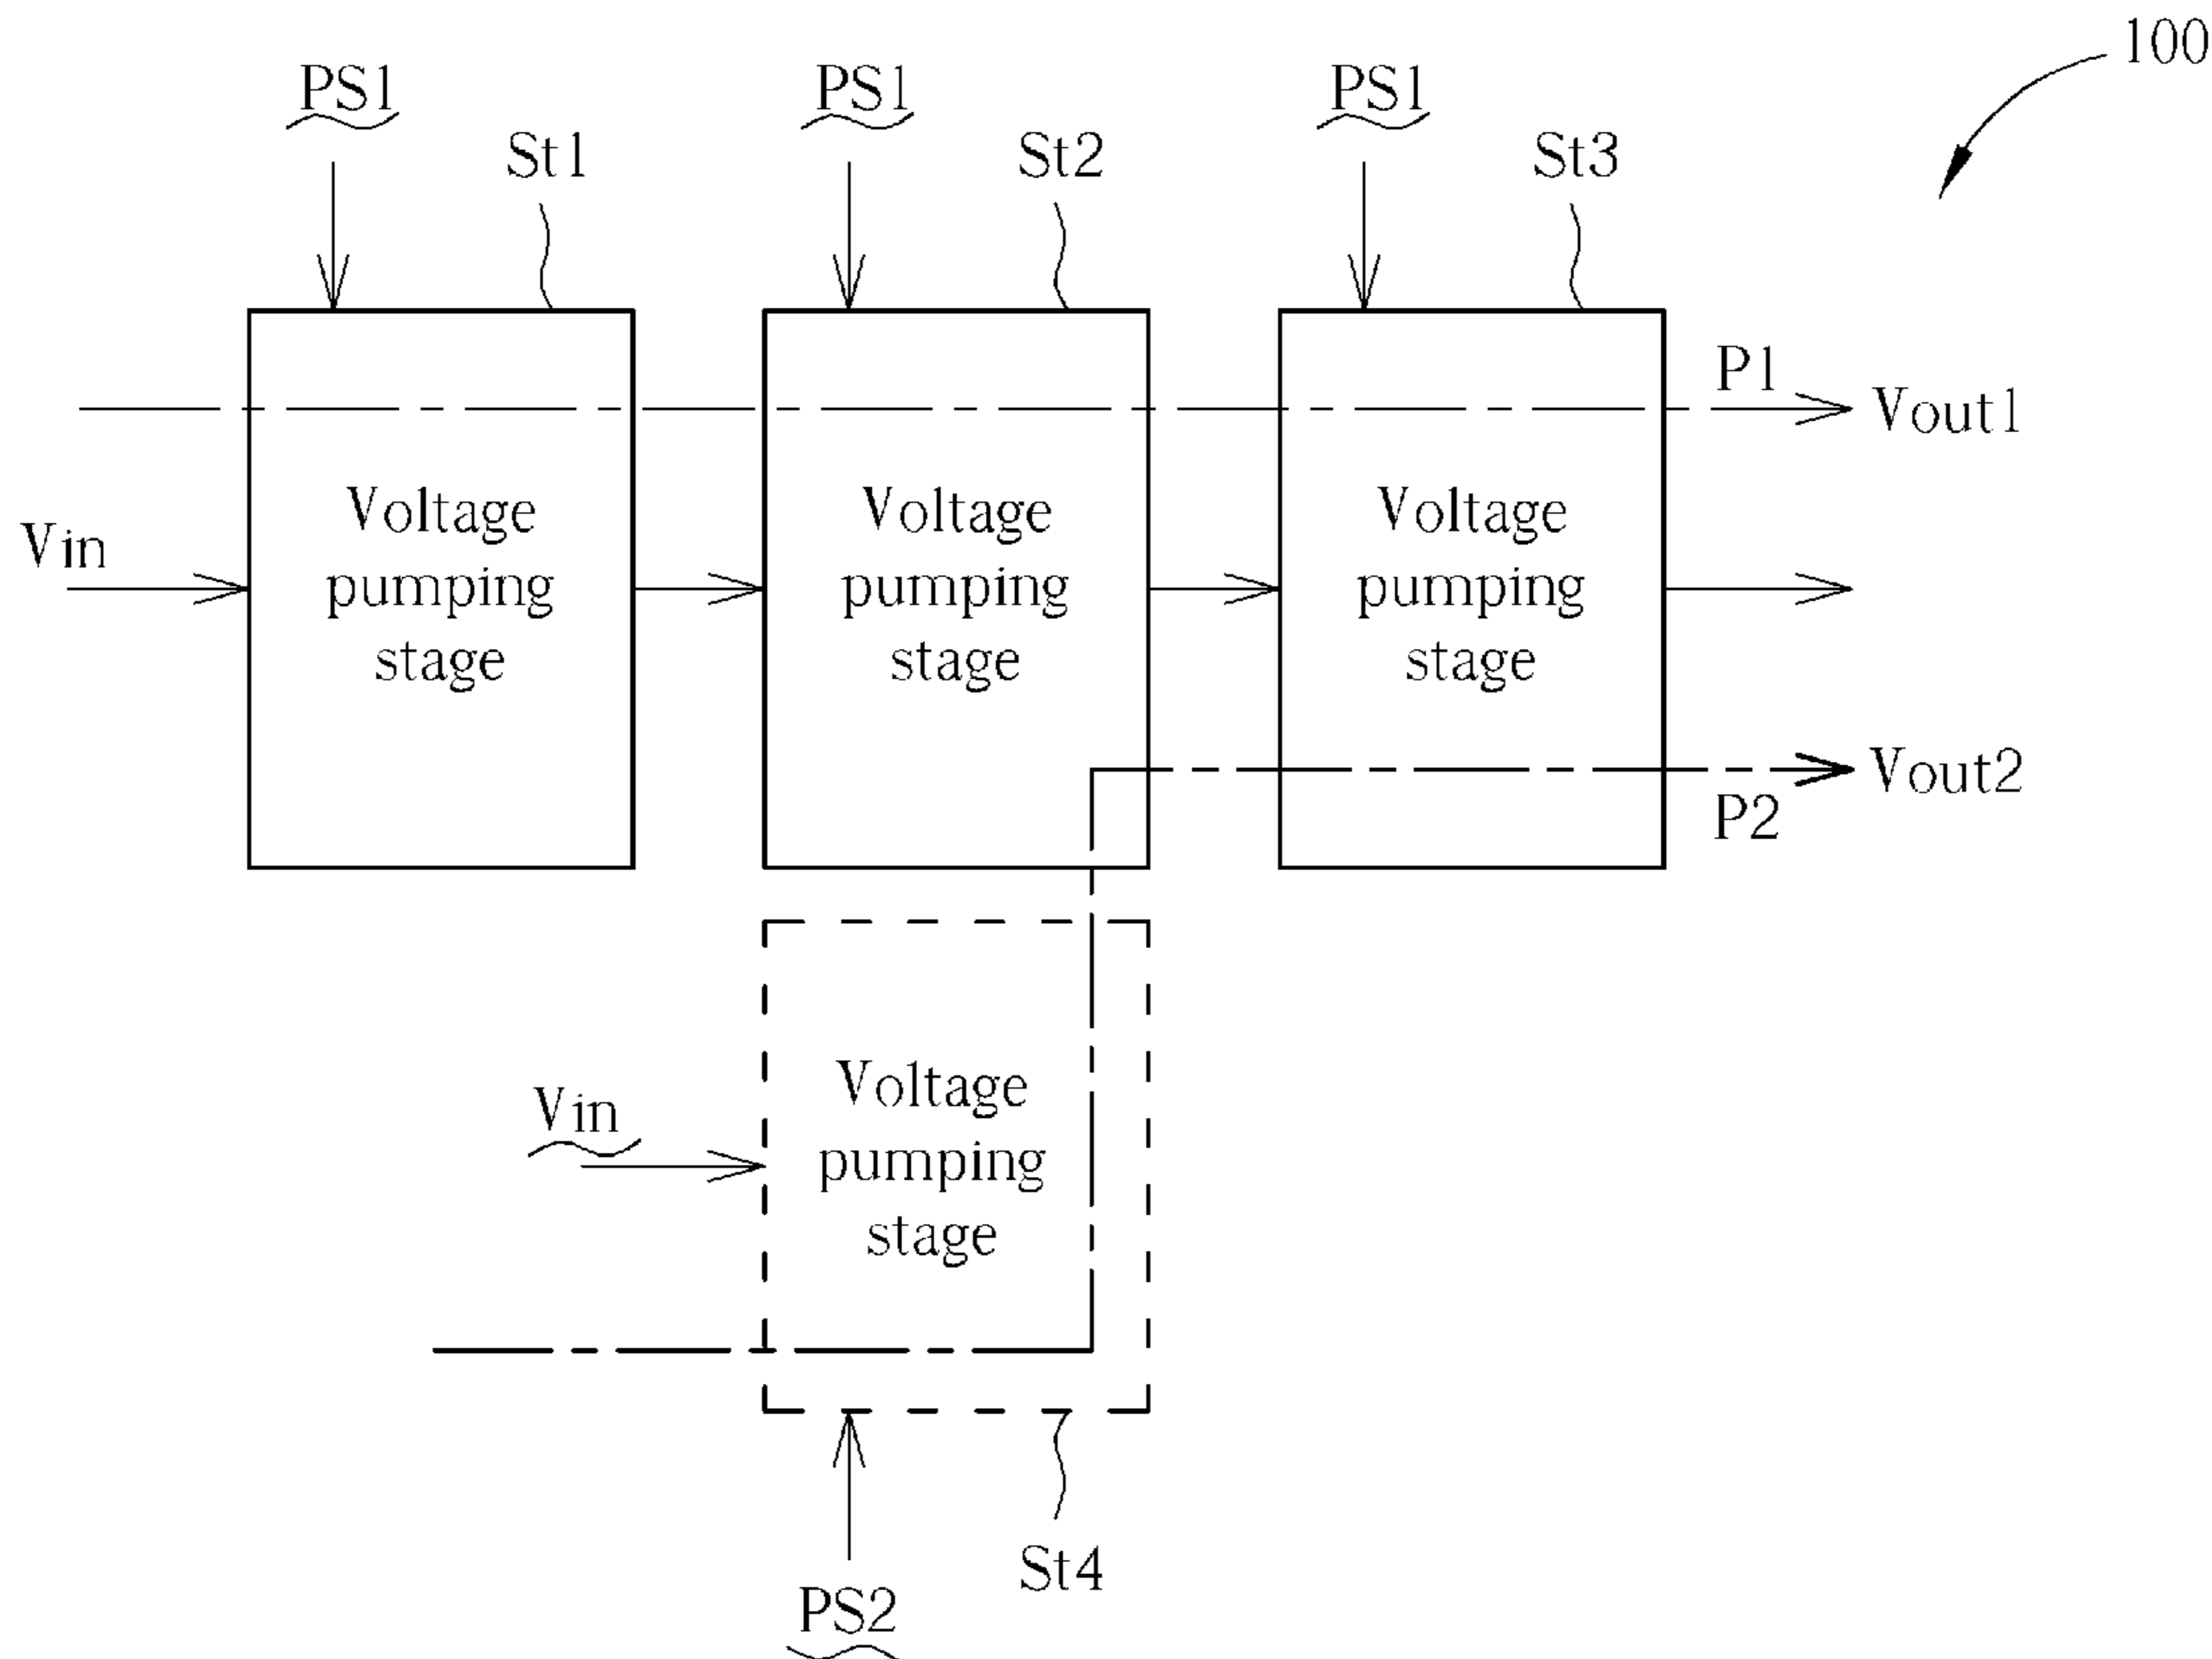 100
PS1
PS1
PS1
St1
St2
St3
P1
Vout1
Vin
Voltage
pumping
stage
Voltage
pumping
stage
Voltage
pumping
stage
Vout2
P2
Vin
Voltage
pumping
stage
St4
PS2